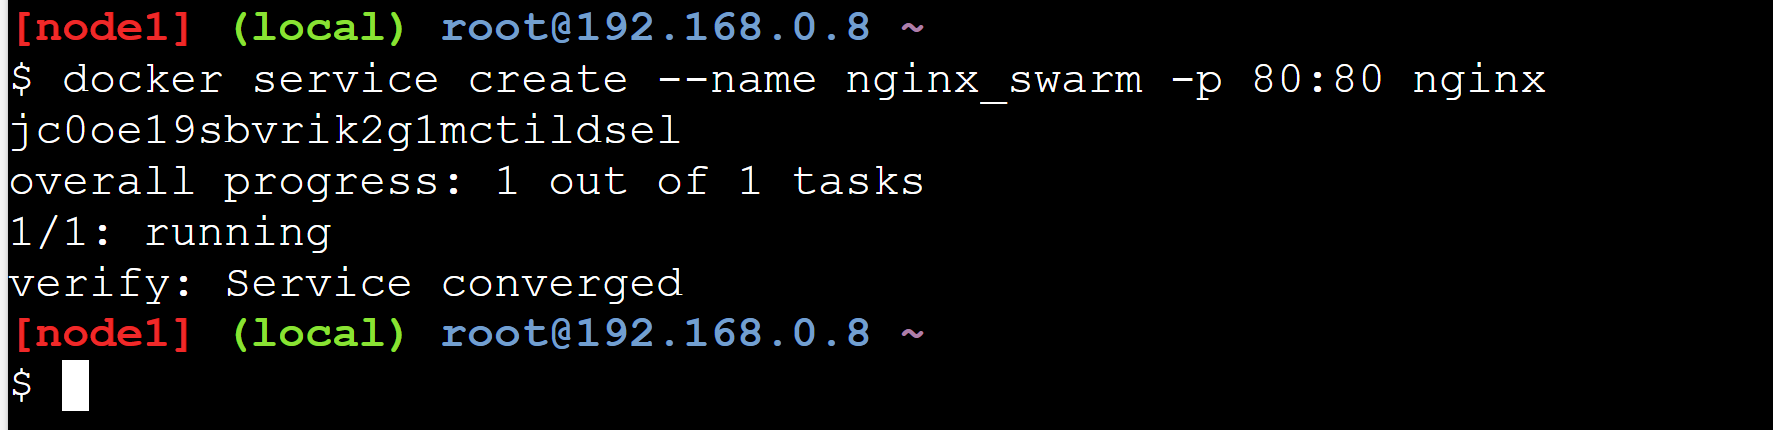 [node1] (local) root@192.168.0.8 ~
$ docker service create --name nginx_swarm -p 80:80 nginx
jc0oe19sbvrik2g1mctildsel
overall progress: 1 out of 1 tasks
1/1: running
verify: Service converged
[node1] (local) root@192.168.0.8 ~
$